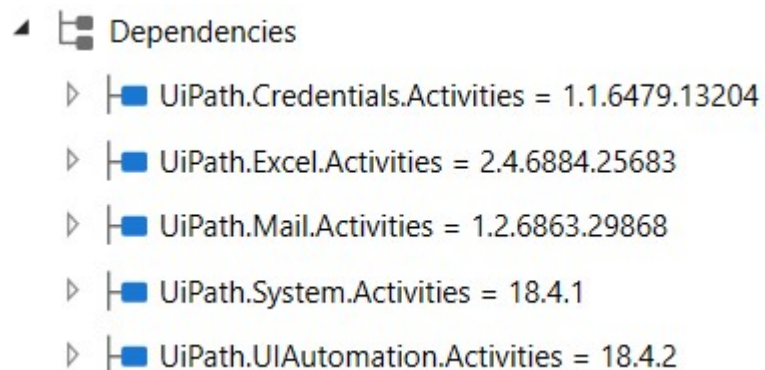 Dependencies
UiPath.Credentials.Activities = 1.1.6479.13204
UiPath.Excel.Activities = 2.4.6884.25683
UiPath.Mail.Activities = 1.2.6863.29868
UiPath.System.Activities = 18.4.1
UiPath.UIAutomation.Activities = 18.4.2